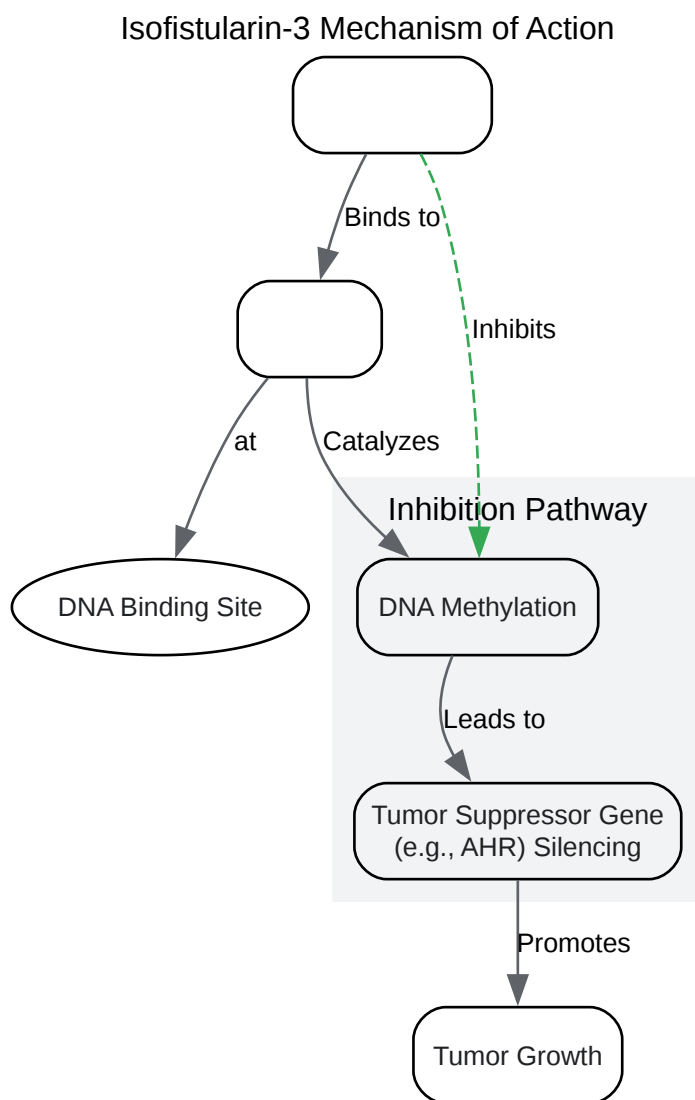 Isofistularin-3 Mechanism of Action
Binds to
Inhibits
at
Catalyzes
Inhibition Pathway
DNA Binding Site
DNA Methylation
Leads to
Tumor Suppressor Gene
(e.g., AHR) Silencing
Promotes
Tumor Growth